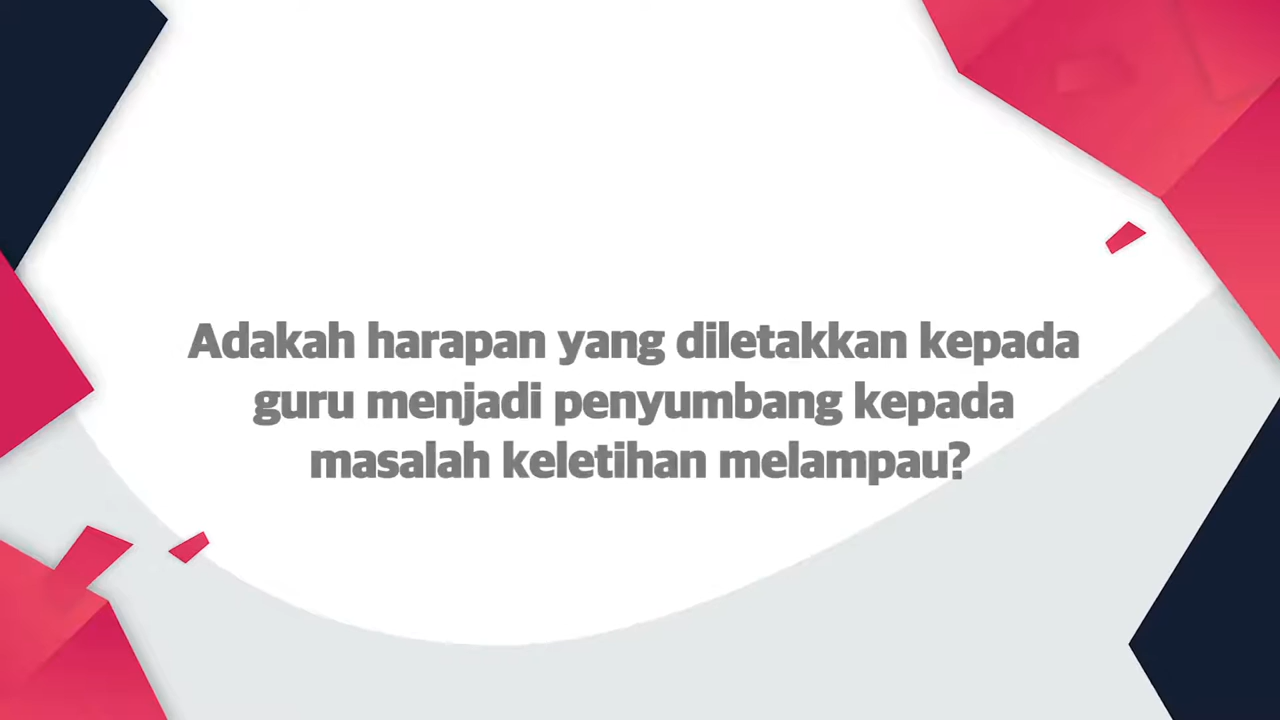 Adakah harapan yang diletakkan kepada
guru menjadi penyumbang kepada
masalah keletihan melampau?